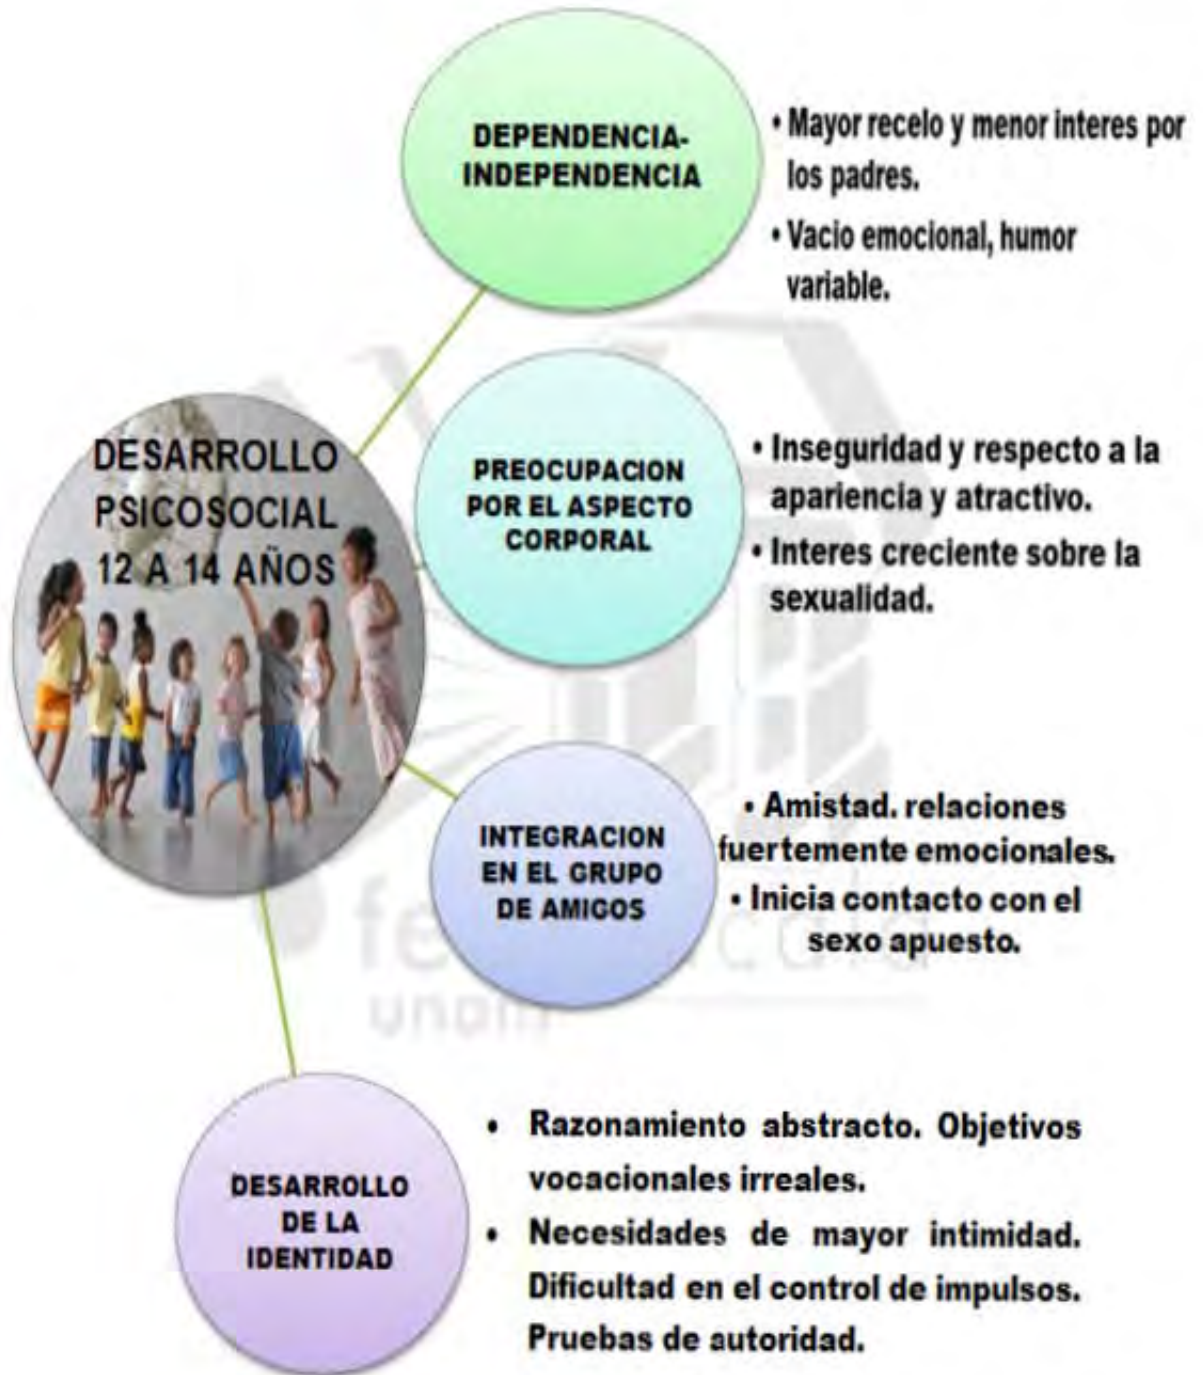 DEPENDENCIA-
INDEPENDENCIA
• Mayor recelo y menor interes por
los padres.
• Vacio emocional, humor
variable.
DESARROLLO
PSICOSOCIAL
12 A 14 AÑOS
PREOCUPACION
POR EL ASPECTO
CORPORAL
• Inseguridad y respecto a la
apariencia y atractivo.
• Interes creciente sobre la
sexualidad.
INTEGRACION
EN EL GRUPO
DE AMIGOS
• Amistad. relaciones
fuertemente emocionales.
• Inicia contacto con el
sexo apuesto.
unam
DESARROLLO
DE LA
IDENTIDAD
• Razonamiento abstracto. Objetivos
vocacionales irreales.
• Necesidades de mayor intimidad.
Dificultad en el control de impulsos.
Pruebas de autoridad.